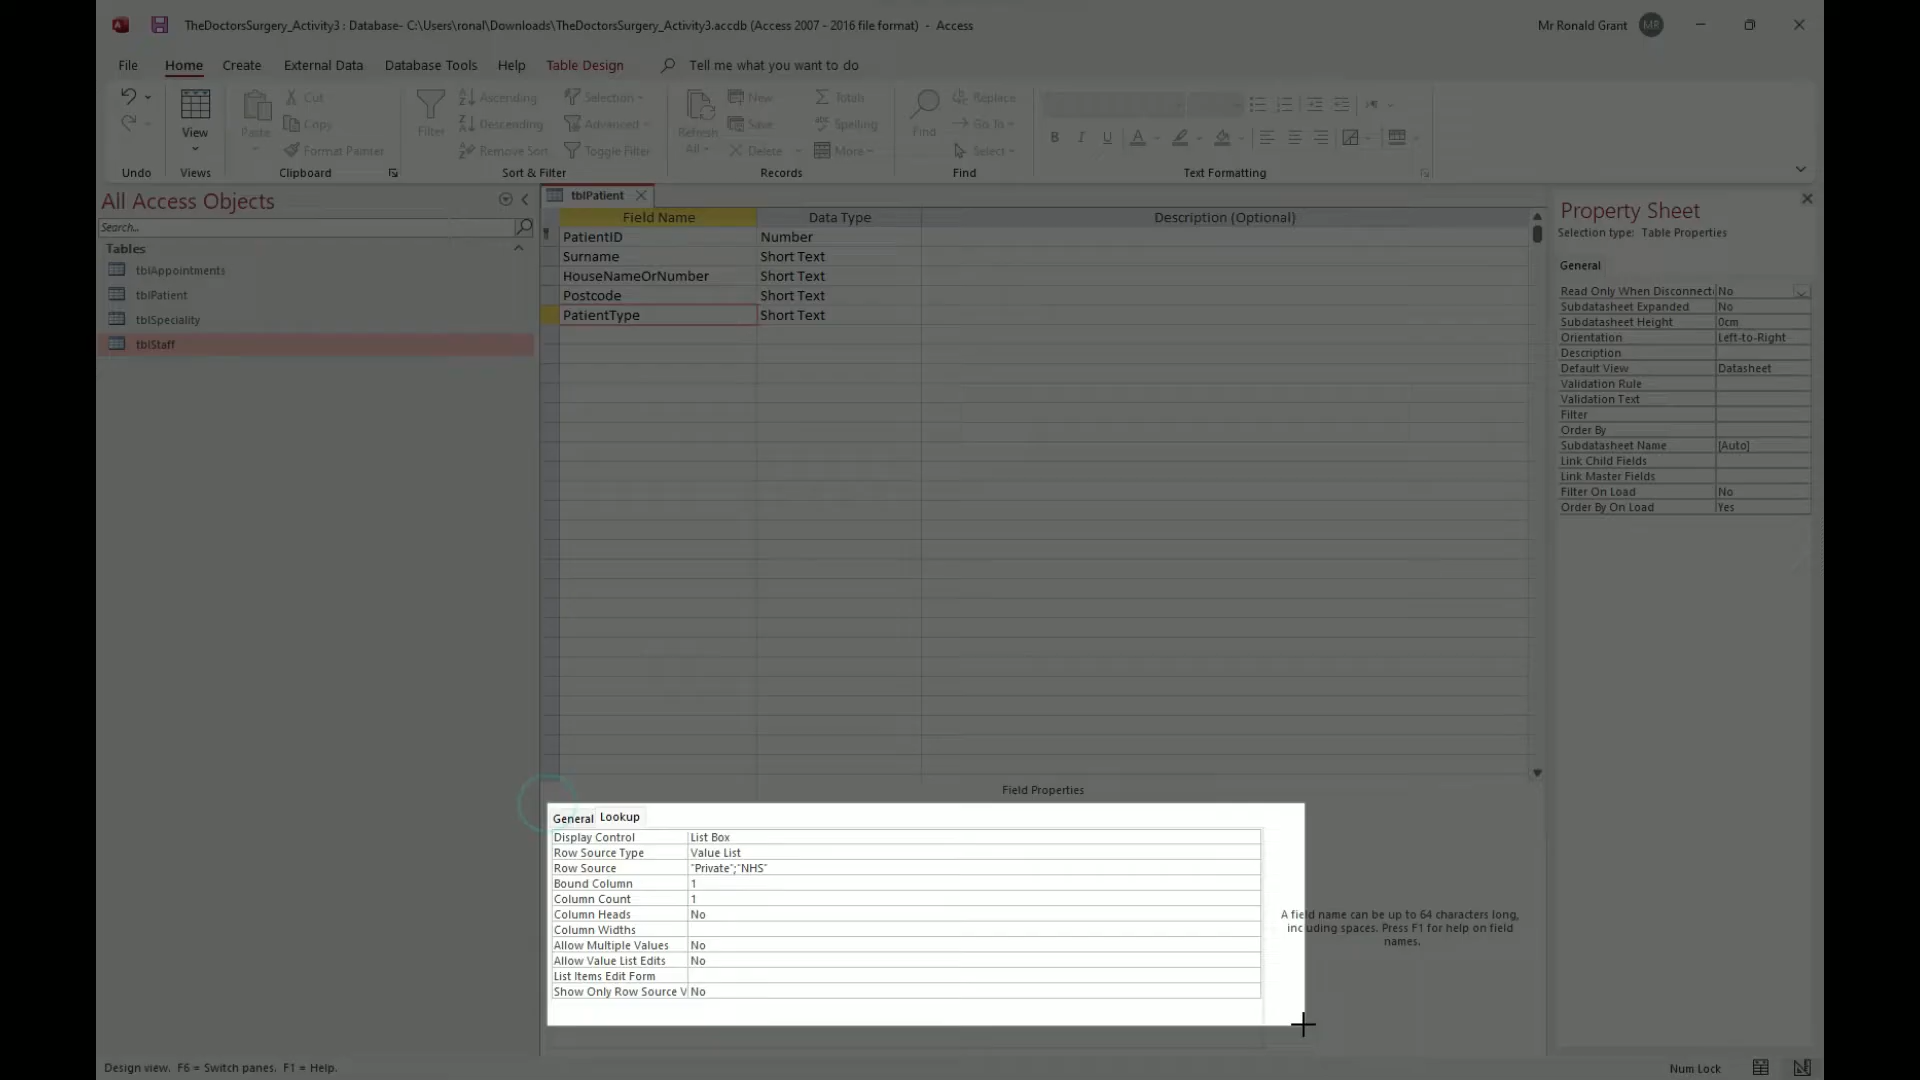 TheDoctorsSurgery_Activity3 : Database- C:\Users\ronal\Downloads\TheDoctorsSurgery_Activity3.accdb (Access 2007 - 2016 file format) - Access
Mr Ronald Grant
MR
File Home Create External Data Database Tools Help Table Design Tell me what you want to do
View
Paste
Cut
Copy
Format Painter
Filter
Ascending
Descending
Remove Sort
Selection
Advanced
Toggle Filter
Refresh
All
New
Save
Delete
Totals
Spelling
More
Find
Replace
Go To
Select
B I U A
Undo Views Clipboard Sort & Filter Records Find Text Formatting
All Access Objects
Search...
Tables
tblAppointments
tblPatient
tblSpeciality
tblStaff
tblPatient
Field Name Data Type Description (Optional)
PatientID Number
Surname Short Text
HouseNameOrNumber Short Text
Postcode Short Text
PatientType Short Text
Property Sheet
Selection type: Table Properties
General
Read Only When Disconnect No
Subdatasheet Expanded No
Subdatasheet Height 0cm
Orientation Left-to-Right
Description
Default View Datasheet
Validation Rule
Validation Text
Filter
Order By
Subdatasheet Name [Auto]
Link Child Fields
Link Master Fields
Filter On Load No
Order By On Load Yes
Field Properties
General Lookup
Display Control List Box
Row Source Type Value List
Row Source "Private";"NHS"
Bound Column 1
Column Count 1
Column Heads No
Column Widths
Allow Multiple Values No
Allow Value List Edits No
List Items Edit Form
Show Only Row Source V No
A field name can be up to 64 characters long,
including spaces. Press F1 for help on field
names.
Design view. F6 = Switch panes. F1 = Help.
Num Lock